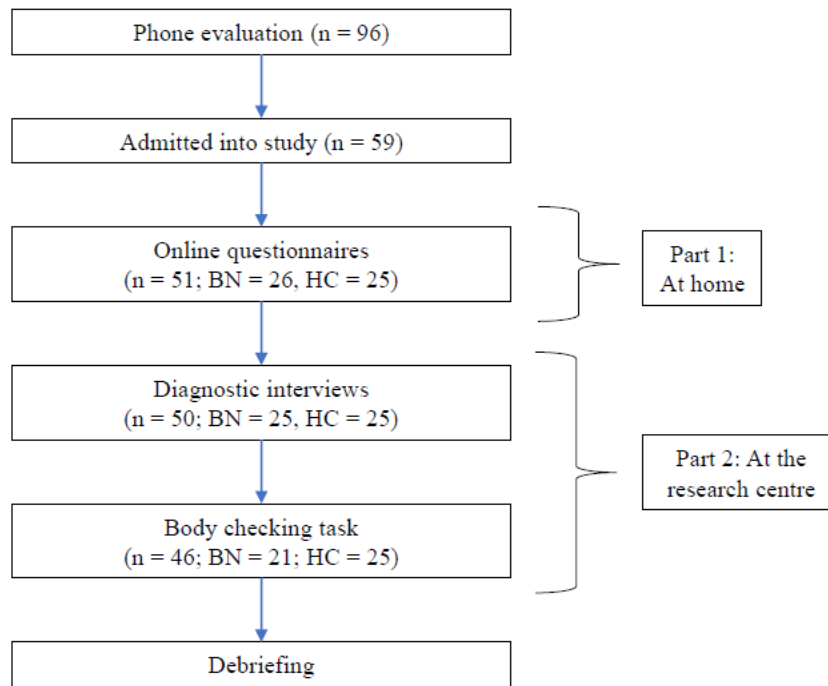 Phone evaluation (n = 96)
Admitted into study (n = 59)
Online questionnaires
(n = 51; BN = 26, HC = 25)
Part 1:
At home
Diagnostic interviews
(n = 50; BN = 25, HC = 25)
Part 2: At the
research centre
Body checking task
(n = 46; BN = 21; HC = 25)
Debriefing